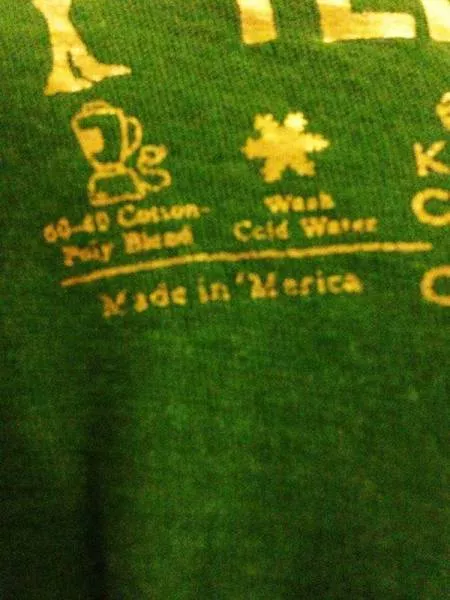 60-40 Cotton-
Poly Blend
Wash
Cold Water
K
C
Made in 'Merica
C